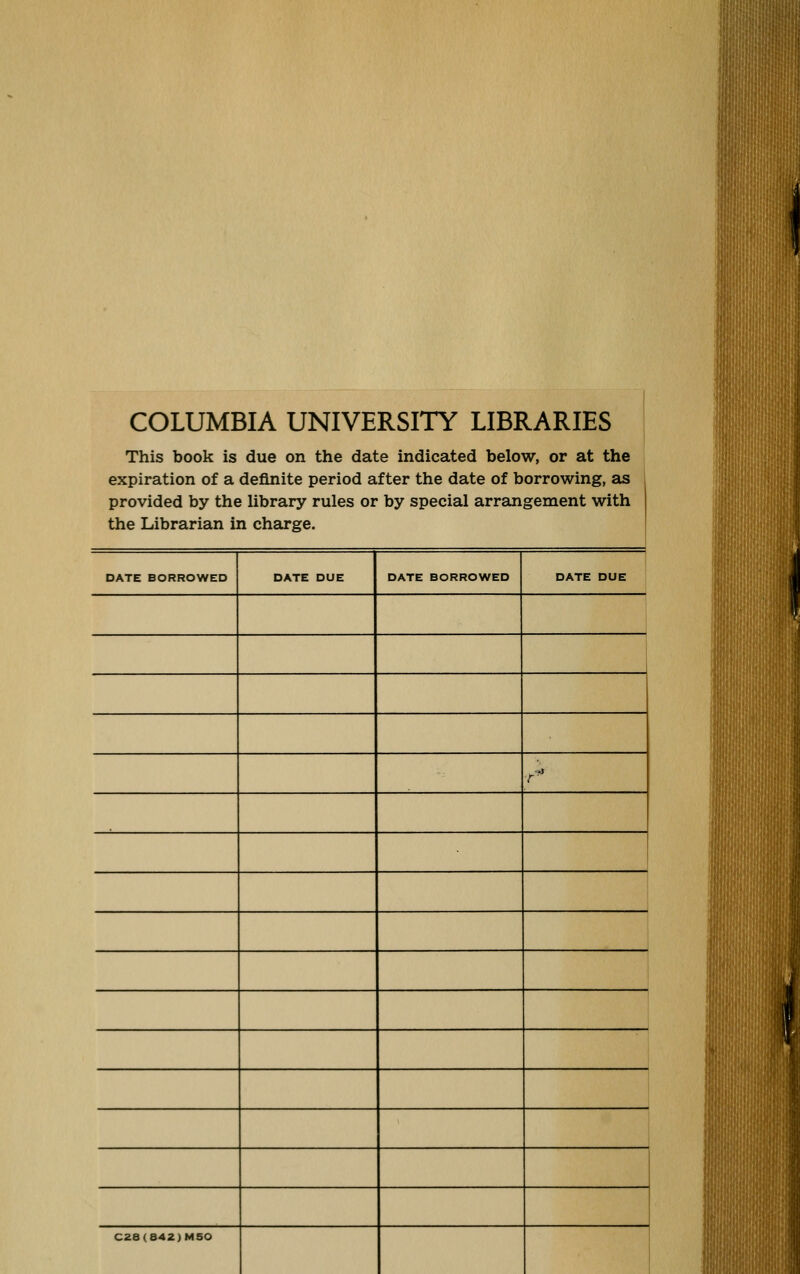 COLUMBIA UNIVERSITY LIBRARIES
This book is due on the date indicated below, or at the
expiration of a definite period after the date of borrowing, as
provided by the library rules or by special arrangement with
the Librarian in charge.
DATE BORROWED DATE DUE DATE BORROWED DATE DUE
C28(842)M50